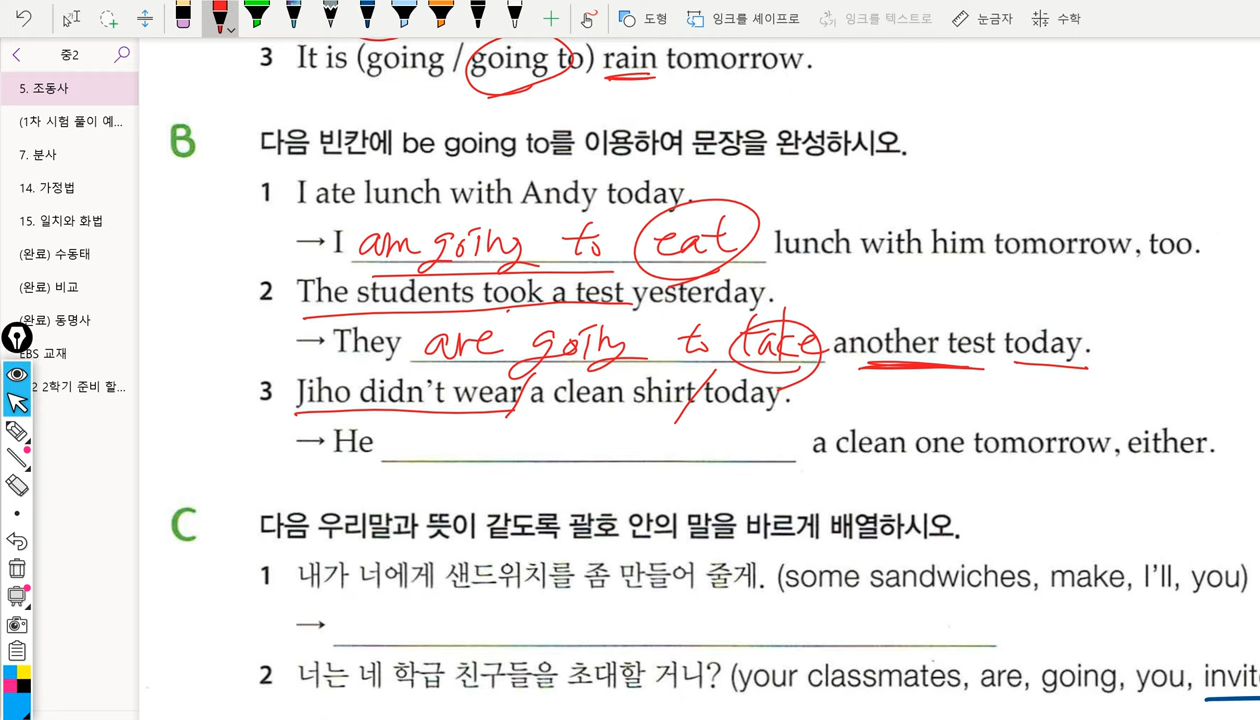 도형
잉크를 셰이프로
잉크를 텍스트로
눈금자
수학
중2
5. 조동사
(1차 시험 풀이 예...
7. 분사
14. 가정법
15. 일치와 화법
(완료) 수동태
(완료) 비교
(완료) 동명사
EBS 교재
2 2학기 준비 할...
3 It is (going / going to) rain tomorrow.
B 다음 빈칸에 be going to를 이용하여 문장을 완성하시오.
1 I ate lunch with Andy today.
→ I am going to eat lunch with him tomorrow, too.
2 The students took a test yesterday.
→ They are going to take another test today.
3 Jiho didn't wear a clean shirt today.
→ He a clean one tomorrow, either.
C 다음 우리말과 뜻이 같도록 괄호 안의 말을 바르게 배열하시오.
1 내가 너에게 샌드위치를 좀 만들어 줄게. (some sandwiches, make, I'll, you)
→
2 너는 네 학급 친구들을 초대할 거니? (your classmates, are, going, you, invit